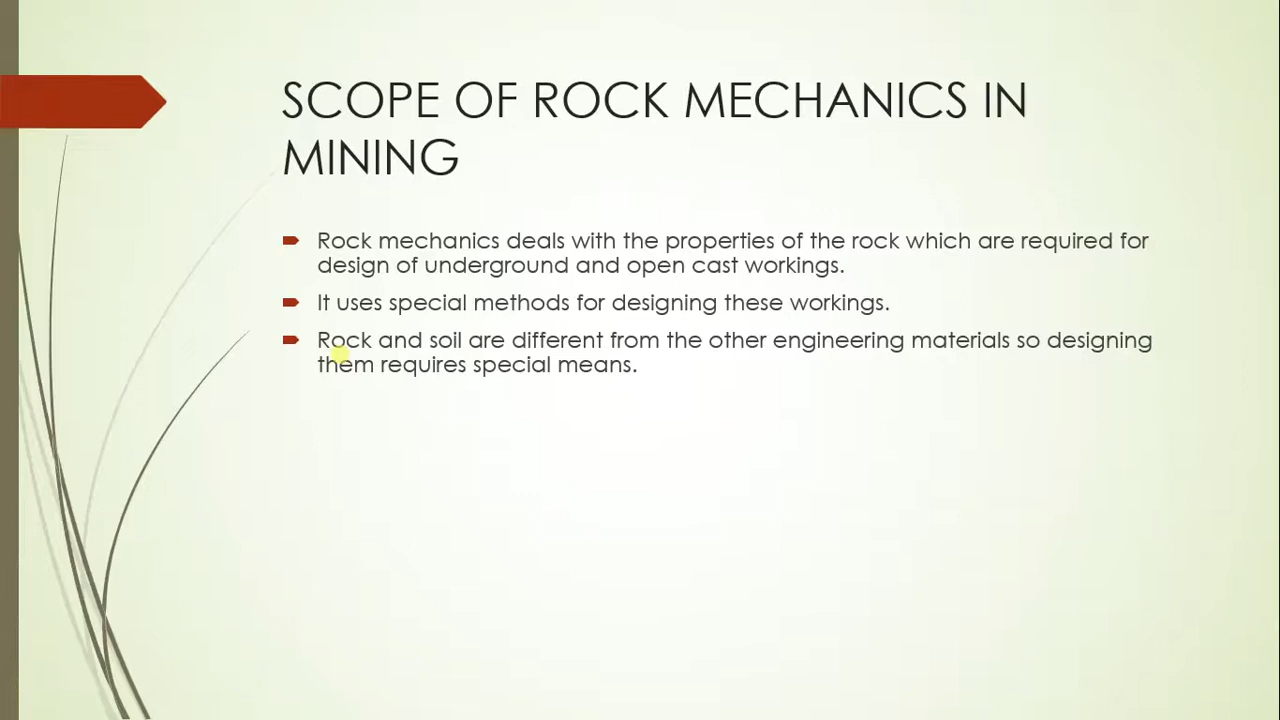 SCOPE OF ROCK MECHANICS IN
MINING
Rock mechanics deals with the properties of the rock which are required for
design of underground and open cast workings.
It uses special methods for designing these workings.
Rock and soil are different from the other engineering materials so designing
them requires special means.